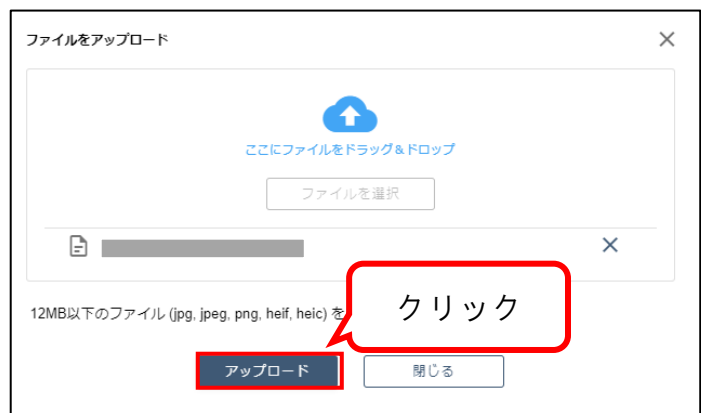 ファイルをアップロード
ここにファイルをドラッグ&ドロップ
ファイルを選択
12MB以下のファイル (jpg, jpeg, png, heif, heic) を
クリック
アップロード
閉じる